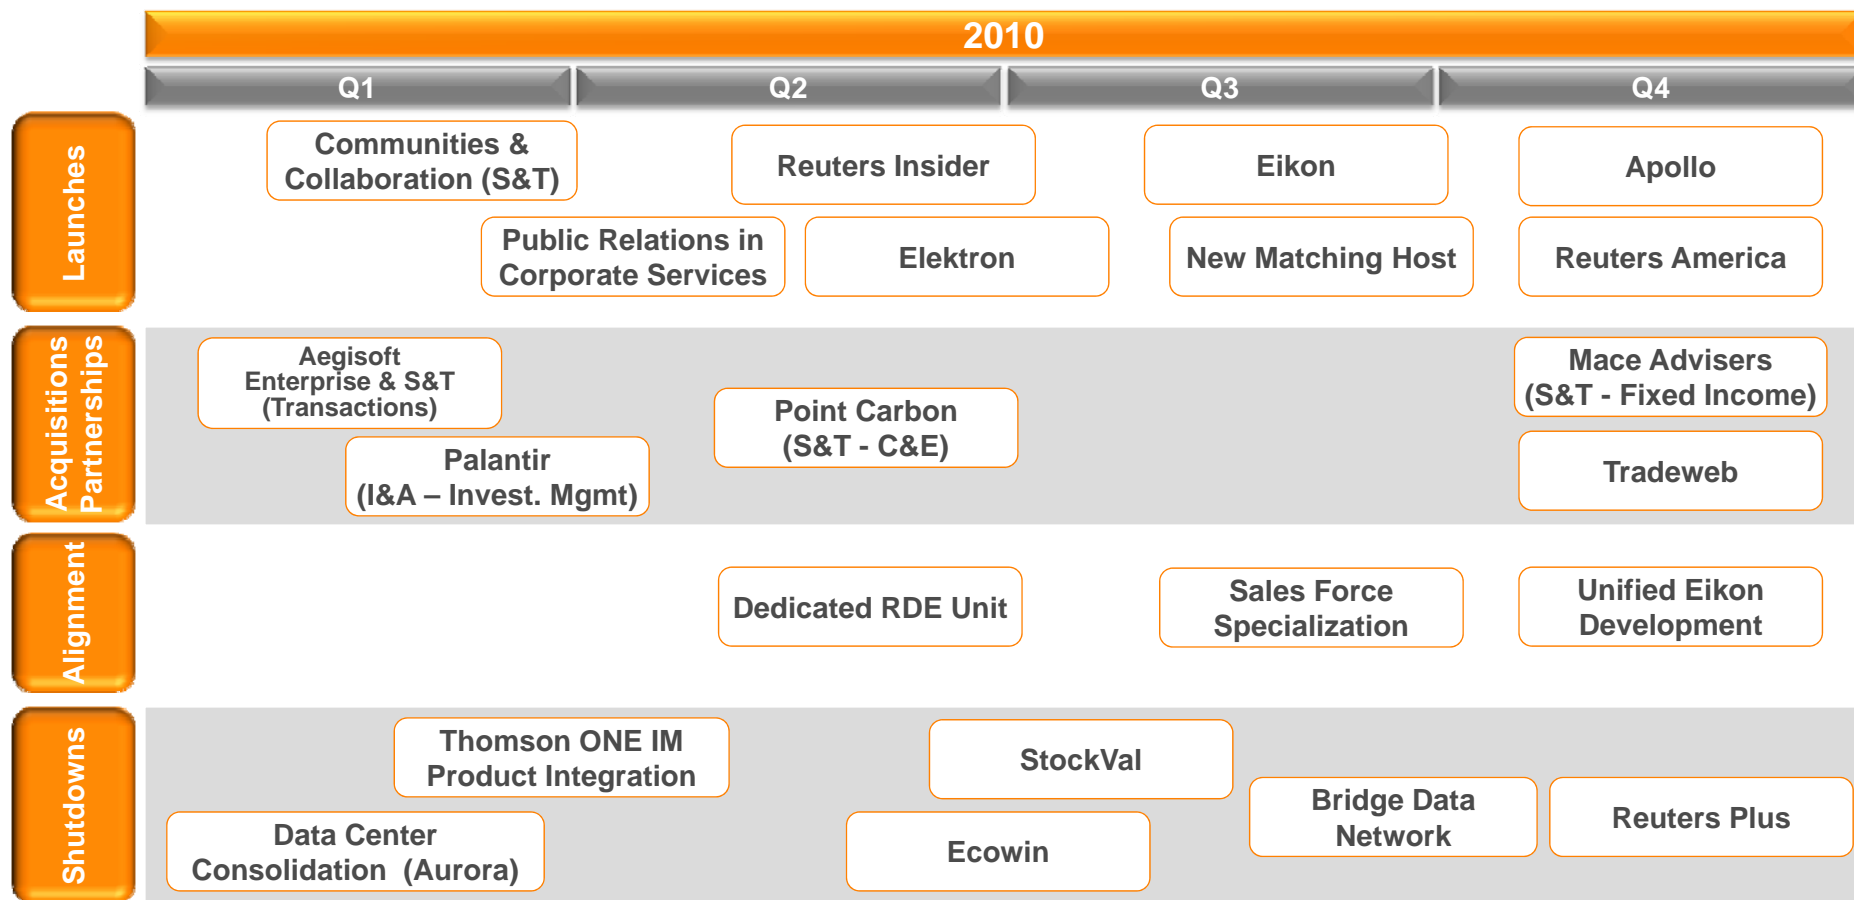 2010
Q1
Q2
Q3
Q4
Launches
Communities &
Collaboration (S&T)
Reuters Insider
Eikon
Apollo
Public Relations in
Corporate Services
Elektron
New Matching Host
Reuters America
Acquisitions
Partnerships
Aegisoft
Enterprise & S&T
(Transactions)
Palantir
(I&A – Invest. Mgmt)
Point Carbon
(S&T - C&E)
Mace Advisers
(S&T - Fixed Income)
Tradeweb
Alignment
Dedicated RDE Unit
Sales Force
Specialization
Unified Eikon
Development
Shutdowns
Thomson ONE IM
Product Integration
StockVal
Bridge Data
Network
Reuters Plus
Data Center
Consolidation  (Aurora)
Ecowin